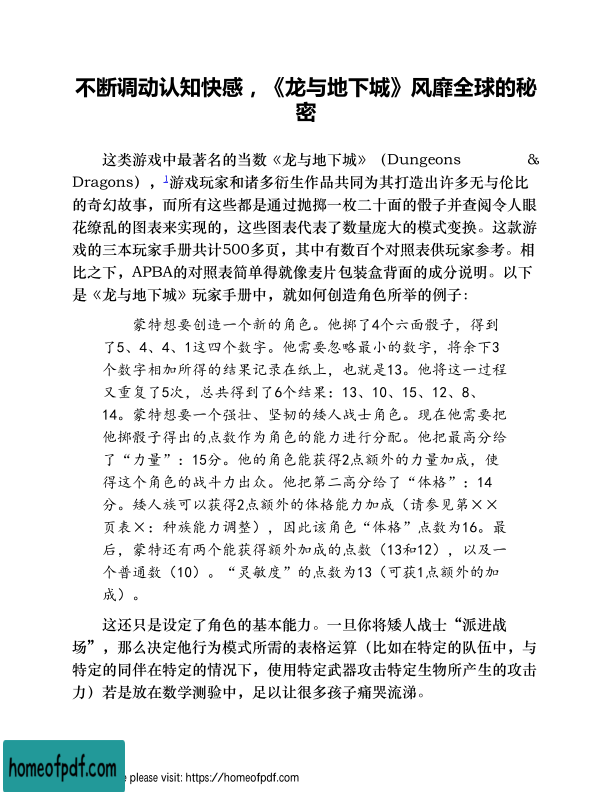 不断调动认知快感，《龙与地下城》风靡全球的秘
密
这类游戏中最著名的当数《龙与地下城》（Dungeons &
Dragons），1游戏玩家和诸多衍生作品共同为其打造出许多无与伦比
的奇幻故事，而所有这些都是通过抛掷一枚二十面的骰子并查阅令人眼
花缭乱的图表来实现的，这些图表代表了数量庞大的模式变换。这款游
戏的三本玩家手册共计500多页，其中有数百个对照表供玩家参考。相
比之下，APBA的对照表简单得就像麦片包装盒背面的成分说明。以下
是《龙与地下城》玩家手册中，就如何创造角色所举的例子：
蒙特想要创造一个新的角色。他掷了4个六面骰子，得到
了5、4、4、1这四个数字。他需要忽略最小的数字，将余下3
个数字相加所得的结果记录在纸上，也就是13。他将这一过程
又重复了5次，总共得到了6个结果：13、10、15、12、8、
14。蒙特想要一个强壮、坚韧的矮人战士角色。现在他需要把
他掷骰子得出的点数作为角色的能力进行分配。他把最高分给
了“力量”：15分。他的角色能获得2点额外的力量加成，使
得这个角色的战斗力出众。他把第二高分给了“体格”：14
分。矮人族可以获得2点额外的体格能力加成（请参见第××
页表×：种族能力调整），因此该角色“体格”点数为16。最
后，蒙特还有两个能获得额外加成的点数（13和12），以及一
个普通数（10）。“灵敏度”的点数为13（可获1点额外的加
成）。
这还只是设定了角色的基本能力。一旦你将矮人战士“派进战
场”，那么决定他行为模式所需的表格运算（比如在特定的队伍中，与
特定的同伴在特定的情况下，使用特定武器攻击特定生物所产生的攻击
力）若是放在数学测验中，足以让很多孩子痛哭流涕。
homeofpdf.com
please visit: https://homeofpdf.com